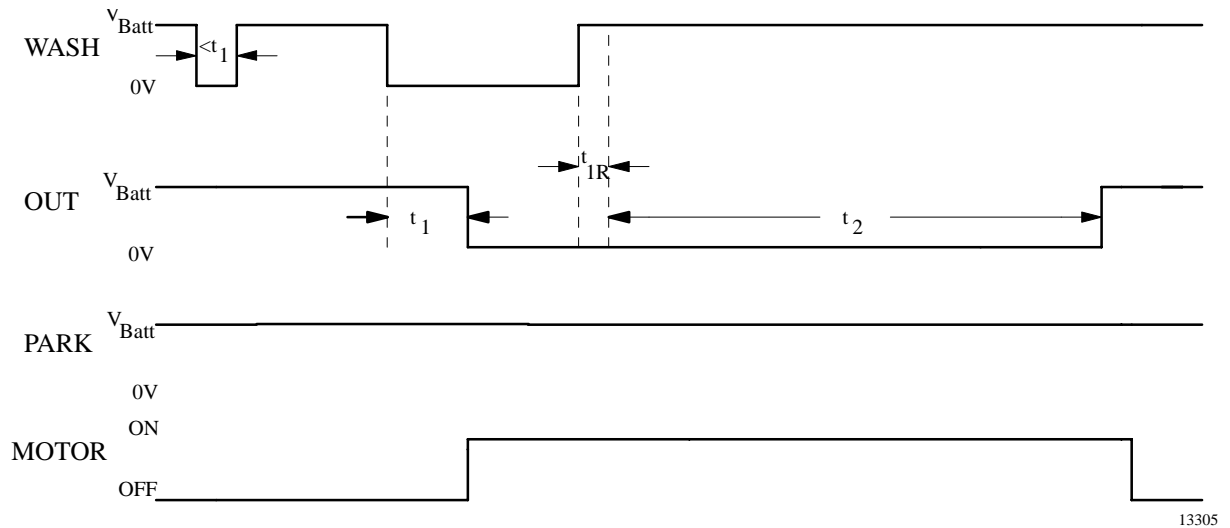 VBatt
WASH
<t1
0V
t1R
VBatt
OUT
t1
t2
0V
VBatt
PARK
0V
ON
MOTOR
OFF
13305